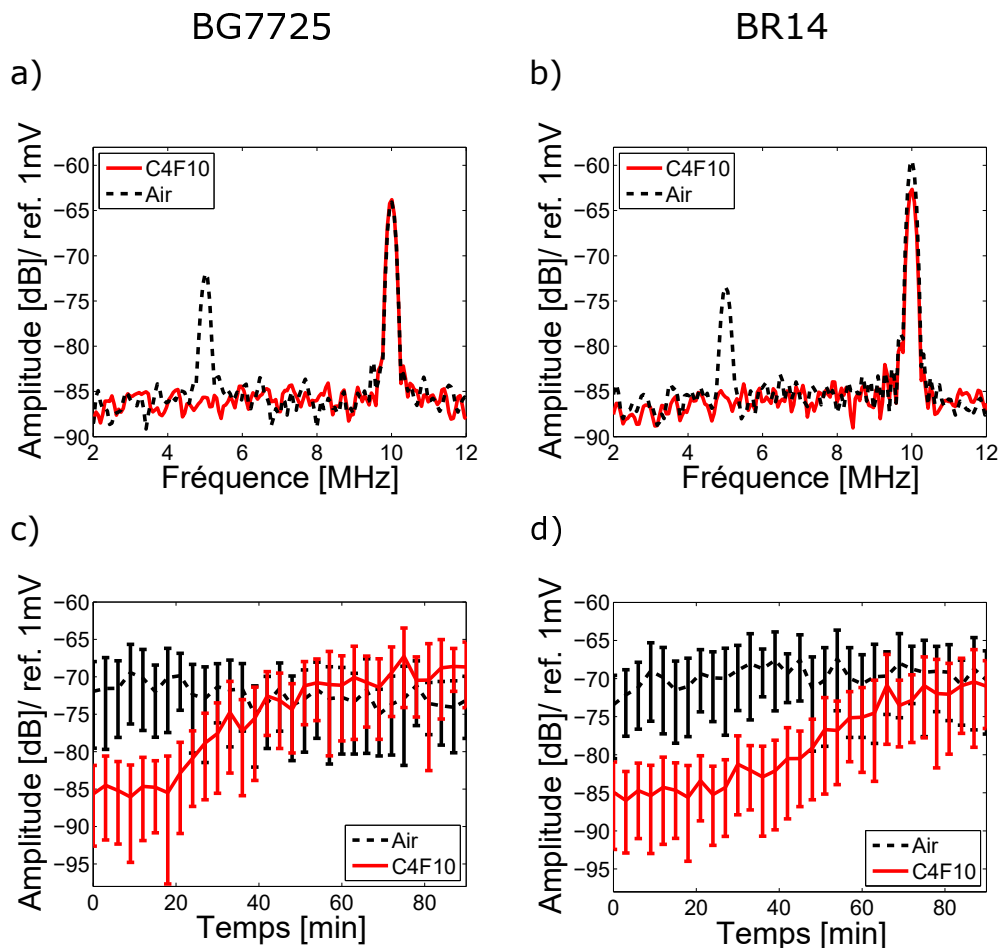 BG7725
BR14
a)
b)
Amplitude [dB]/ ref. 1mV
−60
−65
−70
−75
−80
−85
−90
C4F10
Air
2
4
6
8
10
12
Fréquence [MHz]
Amplitude [dB]/ ref. 1mV
−60
−65
−70
−75
−80
−85
−90
C4F10
Air
2
4
6
8
10
12
Fréquence [MHz]
c)
d)
Amplitude [dB]/ ref. 1mV
−60
−65
−70
−75
−80
−85
−90
−95
Air
C4F10
0
20
40
60
80
Temps [min]
Amplitude [dB]/ ref. 1mV
−60
−65
−70
−75
−80
−85
−90
−95
Air
C4F10
0
20
40
60
80
Temps [min]